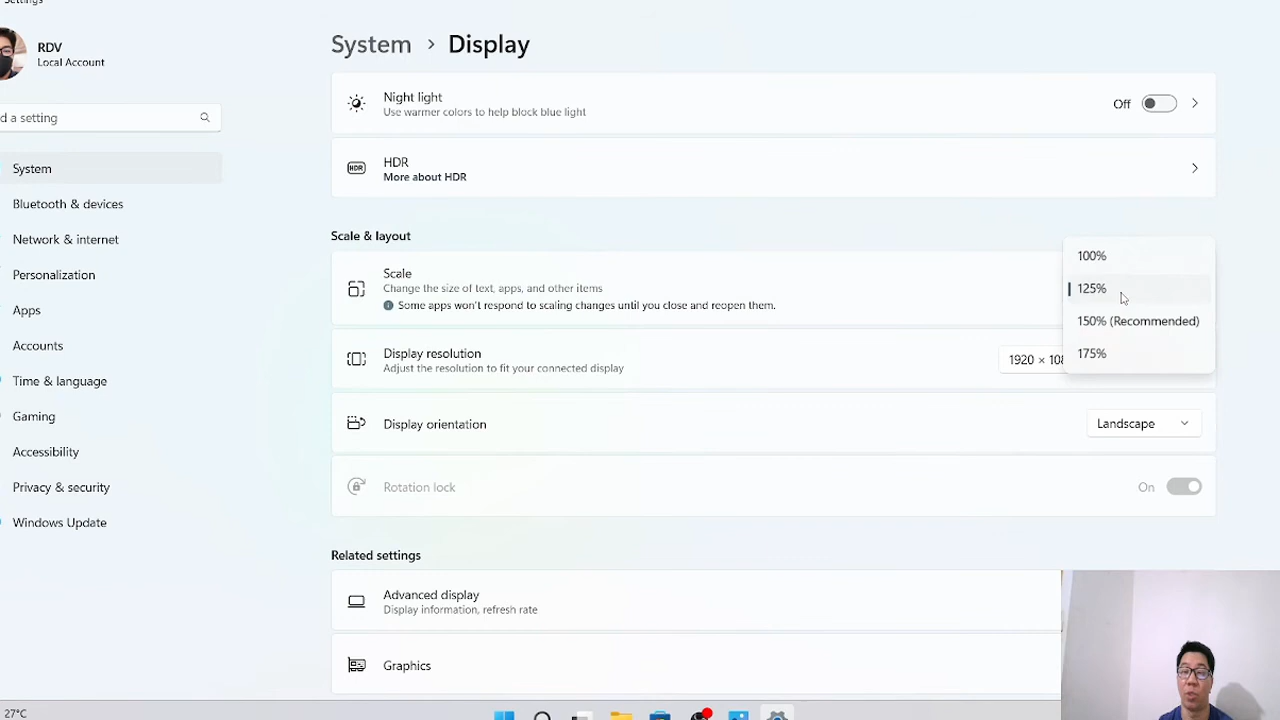 Settings
RDV
Local Account
d a setting
System
Bluetooth & devices
Network & internet
Personalization
Apps
Accounts
Time & language
Gaming
Accessibility
Privacy & security
Windows Update
System > Display
Night light
Use warmer colors to help block blue light
Off
HDR
HDR
More about HDR
Scale & layout
Scale
Change the size of text, apps, and other items
Some apps won't respond to scaling changes until you close and reopen them.
100%
125%
150% (Recommended)
175%
Display resolution
Adjust the resolution to fit your connected display
1920 × 108
Display orientation
Landscape
Rotation lock
On
Related settings
Advanced display
Display information, refresh rate
Graphics
27°C